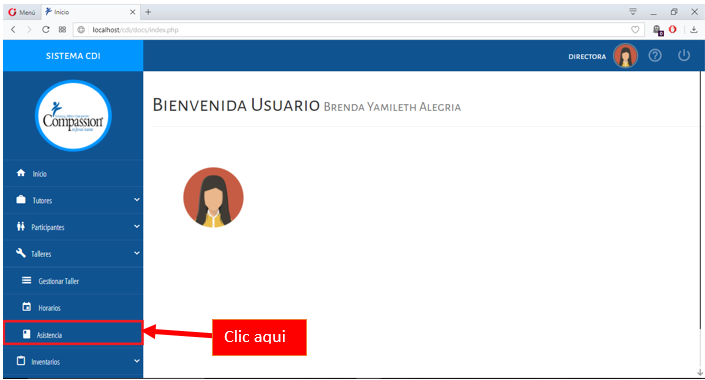 Menú
Inicio
localhost/cdi/docs/index.php
SISTEMA CDI
DIRECTORA
Compassion
BIENVENIDA USUARIO BRENDA YAMILETH ALEGRIA
Inicio
Tutores
Participantes
Talleres
Gestionar Taller
Horarios
Asistencia
Clic aqui
Inventarios